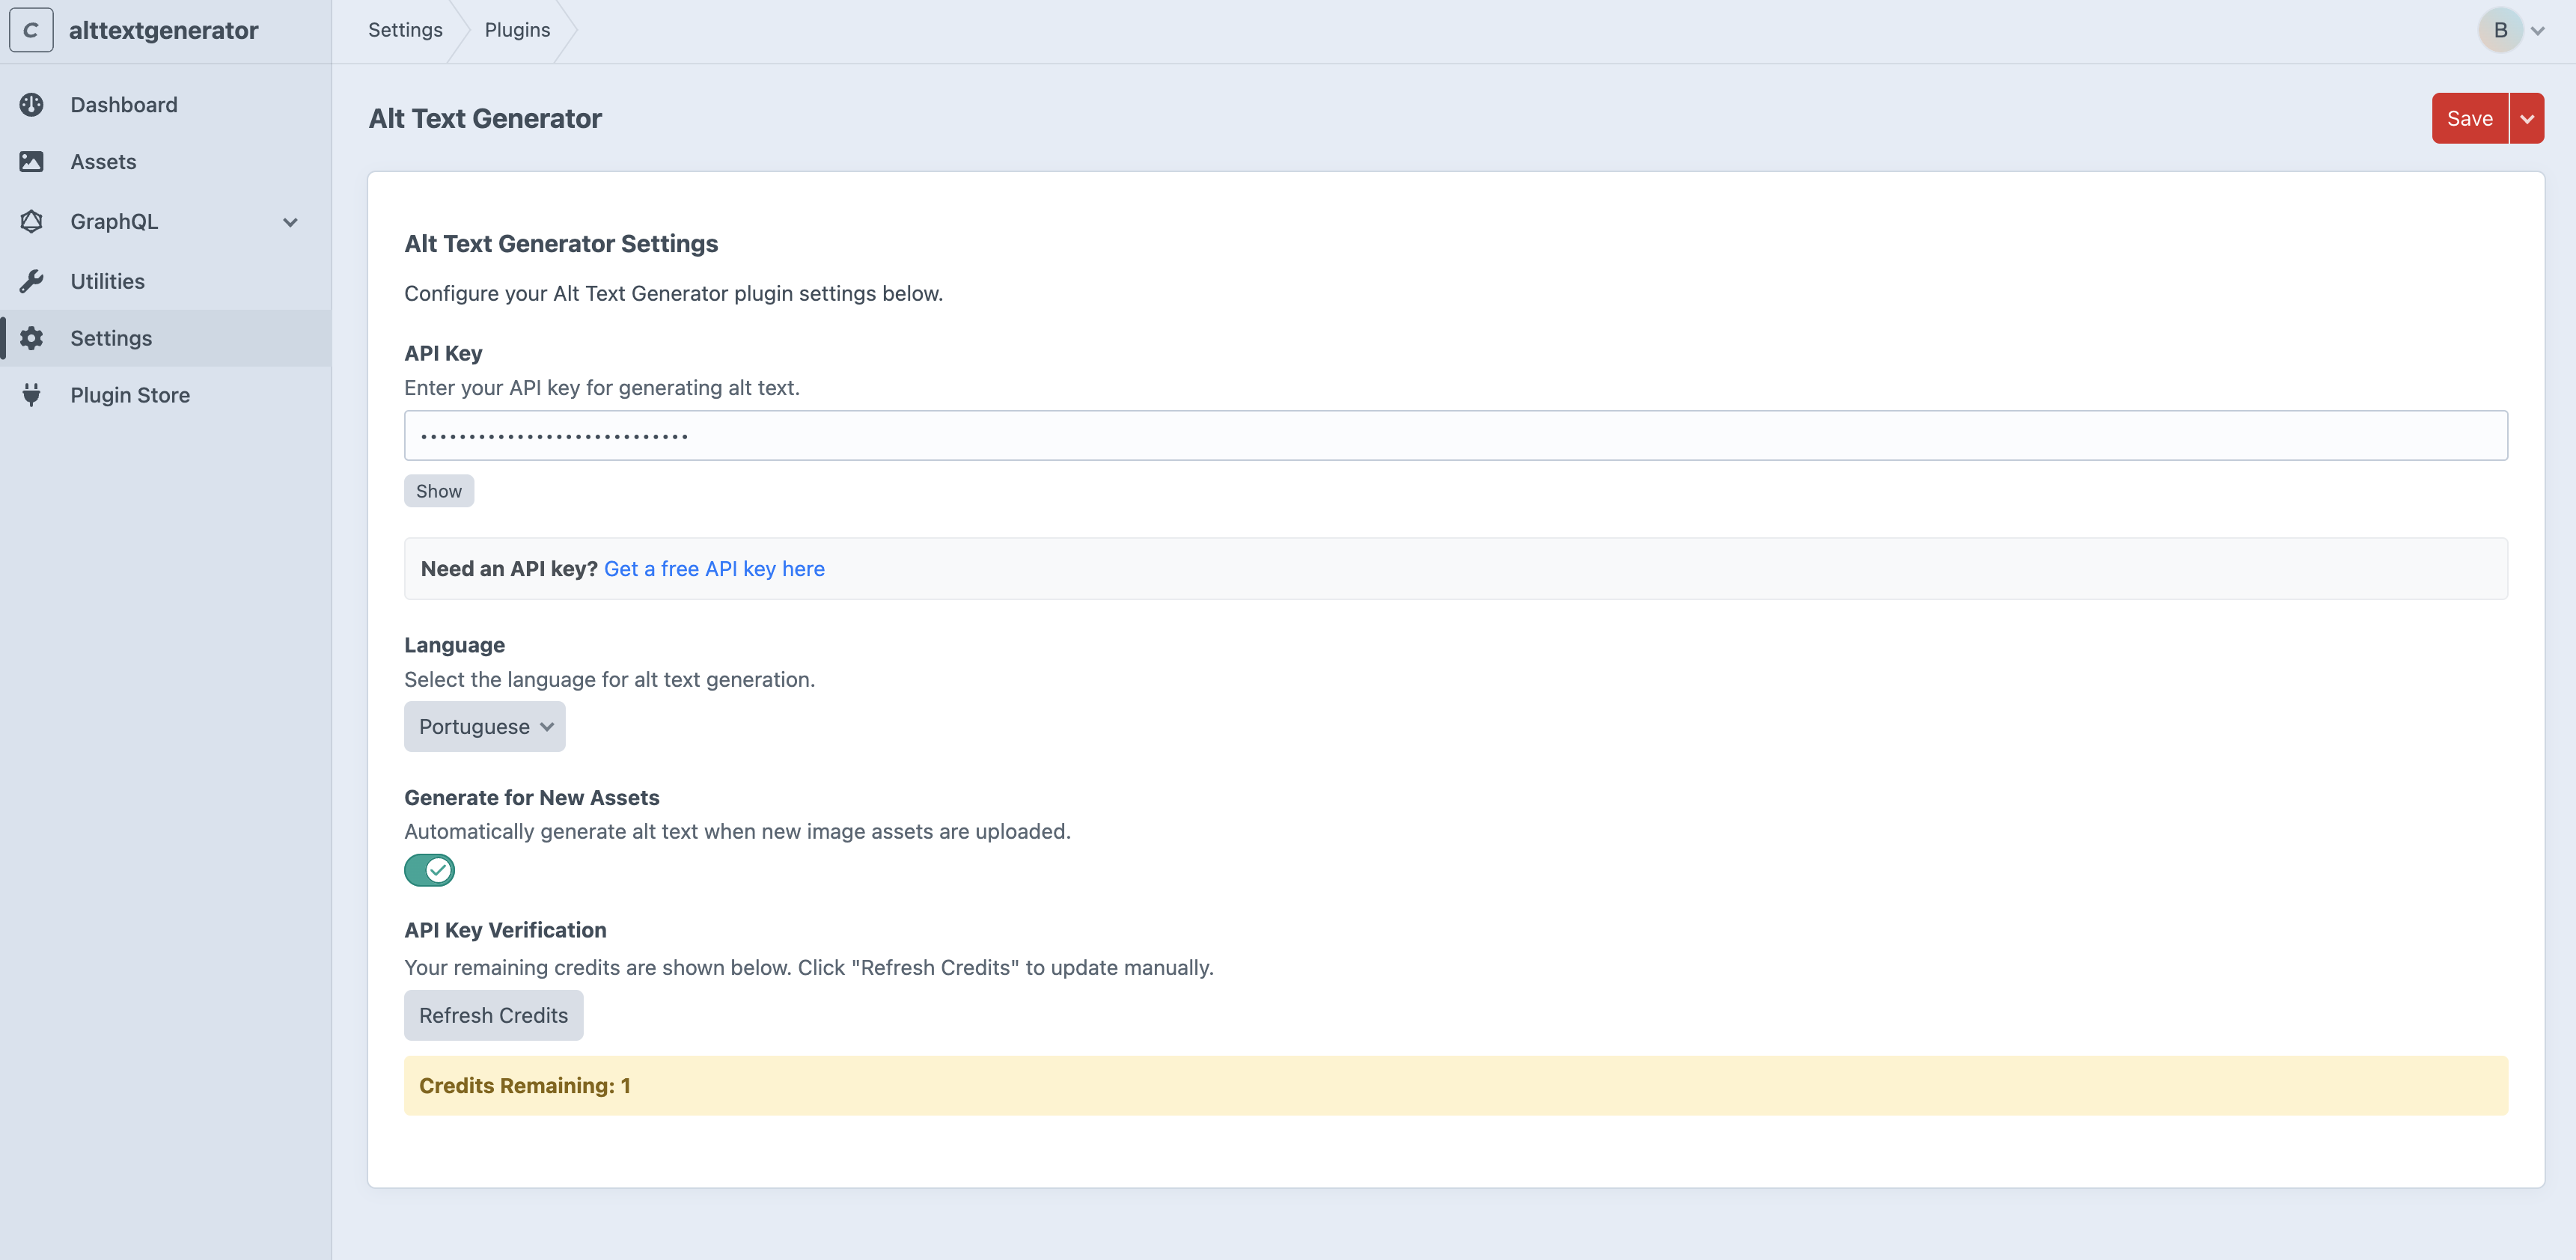 C
alttextgenerator
Dashboard
Assets
GraphQL
Utilities
Settings
Plugin Store
Settings
Plugins
B
Alt Text Generator
Save
Alt Text Generator Settings
Configure your Alt Text Generator plugin settings below.
API Key
Enter your API key for generating alt text.
••••••••••••••••••••••••••••
Show
Need an API key? Get a free API key here
Language
Select the language for alt text generation.
Portuguese
Generate for New Assets
Automatically generate alt text when new image assets are uploaded.
API Key Verification
Your remaining credits are shown below. Click "Refresh Credits" to update manually.
Refresh Credits
Credits Remaining: 1